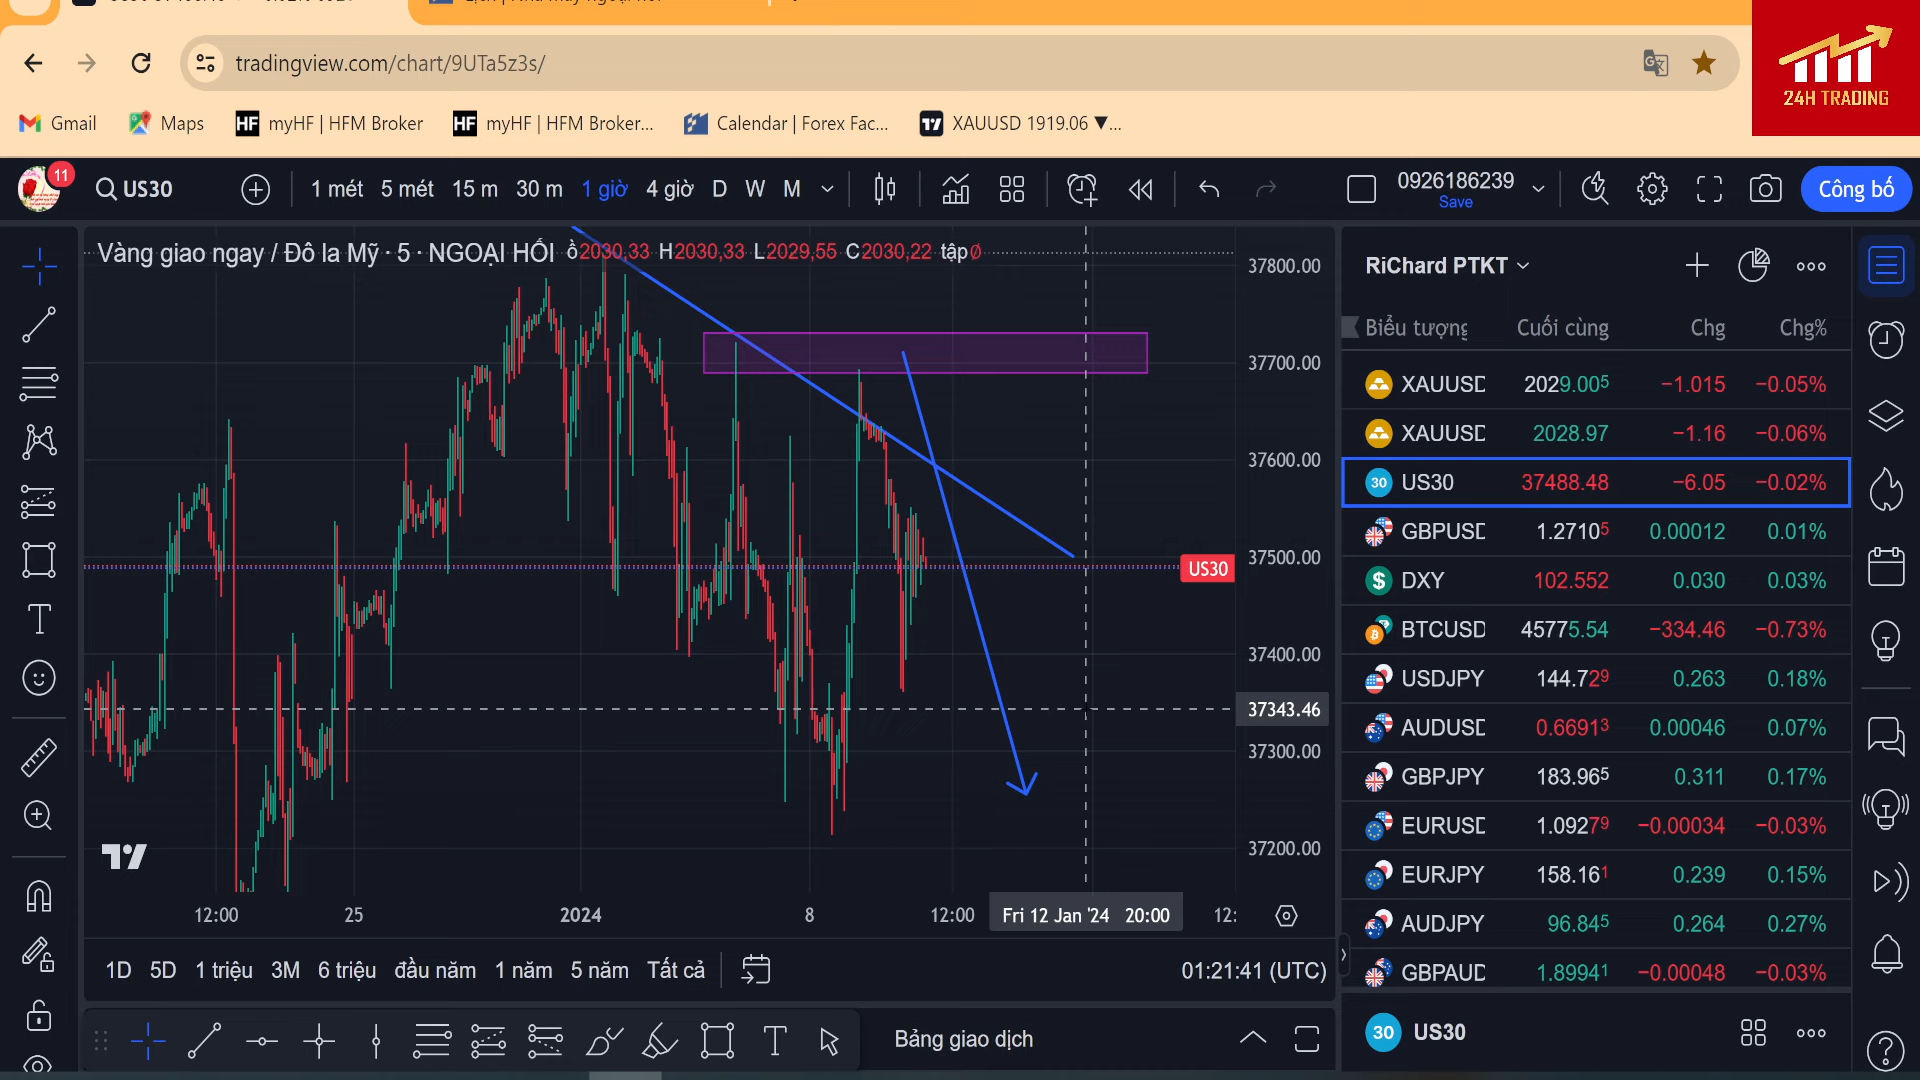 tradingview.com/chart/9UTa5z3s/
24H TRADING
Gmail
Maps
HF myHF | HFM Broker
HF myHF | HFM Broker...
Calendar | Forex Fac...
XAUUSD 1919.06 ▼...
11
US30
1 mét 5 mét 15 m 30 m 1 giờ 4 giờ D W M
0926186239
Save
Công bố
Vàng giao ngay / Đô la Mỹ · 5 · NGOẠI HỐI ồ2030,33 H2030,33 L2029,55 C2030,22 tậpØ
37800.00
37700.00
37600.00
37500.00
US30
37400.00
37343.46
37300.00
37200.00
12:00 25 2024 8 12:00 Fri 12 Jan '24 20:00 12:
1D 5D 1 triệu 3M 6 triệu đầu năm 1 năm 5 năm Tất cả
01:21:41 (UTC)
Bảng giao dịch
RiChard PTKT
Biểu tượng Cuối cùng Chg Chg%
XAUUSD 2029.005 −1.015 −0.05%
XAUUSD 2028.97 −1.16 −0.06%
30 US30 37488.48 −6.05 −0.02%
GBPUSD 1.27105 0.00012 0.01%
$ DXY 102.552 0.030 0.03%
BTCUSD 45775.54 −334.46 −0.73%
USDJPY 144.729 0.263 0.18%
AUDUSD 0.66913 0.00046 0.07%
GBPJPY 183.965 0.311 0.17%
EURUSD 1.09279 −0.00034 −0.03%
EURJPY 158.161 0.239 0.15%
AUDJPY 96.845 0.264 0.27%
GBPAUD 1.89941 −0.00048 −0.03%
30 US30